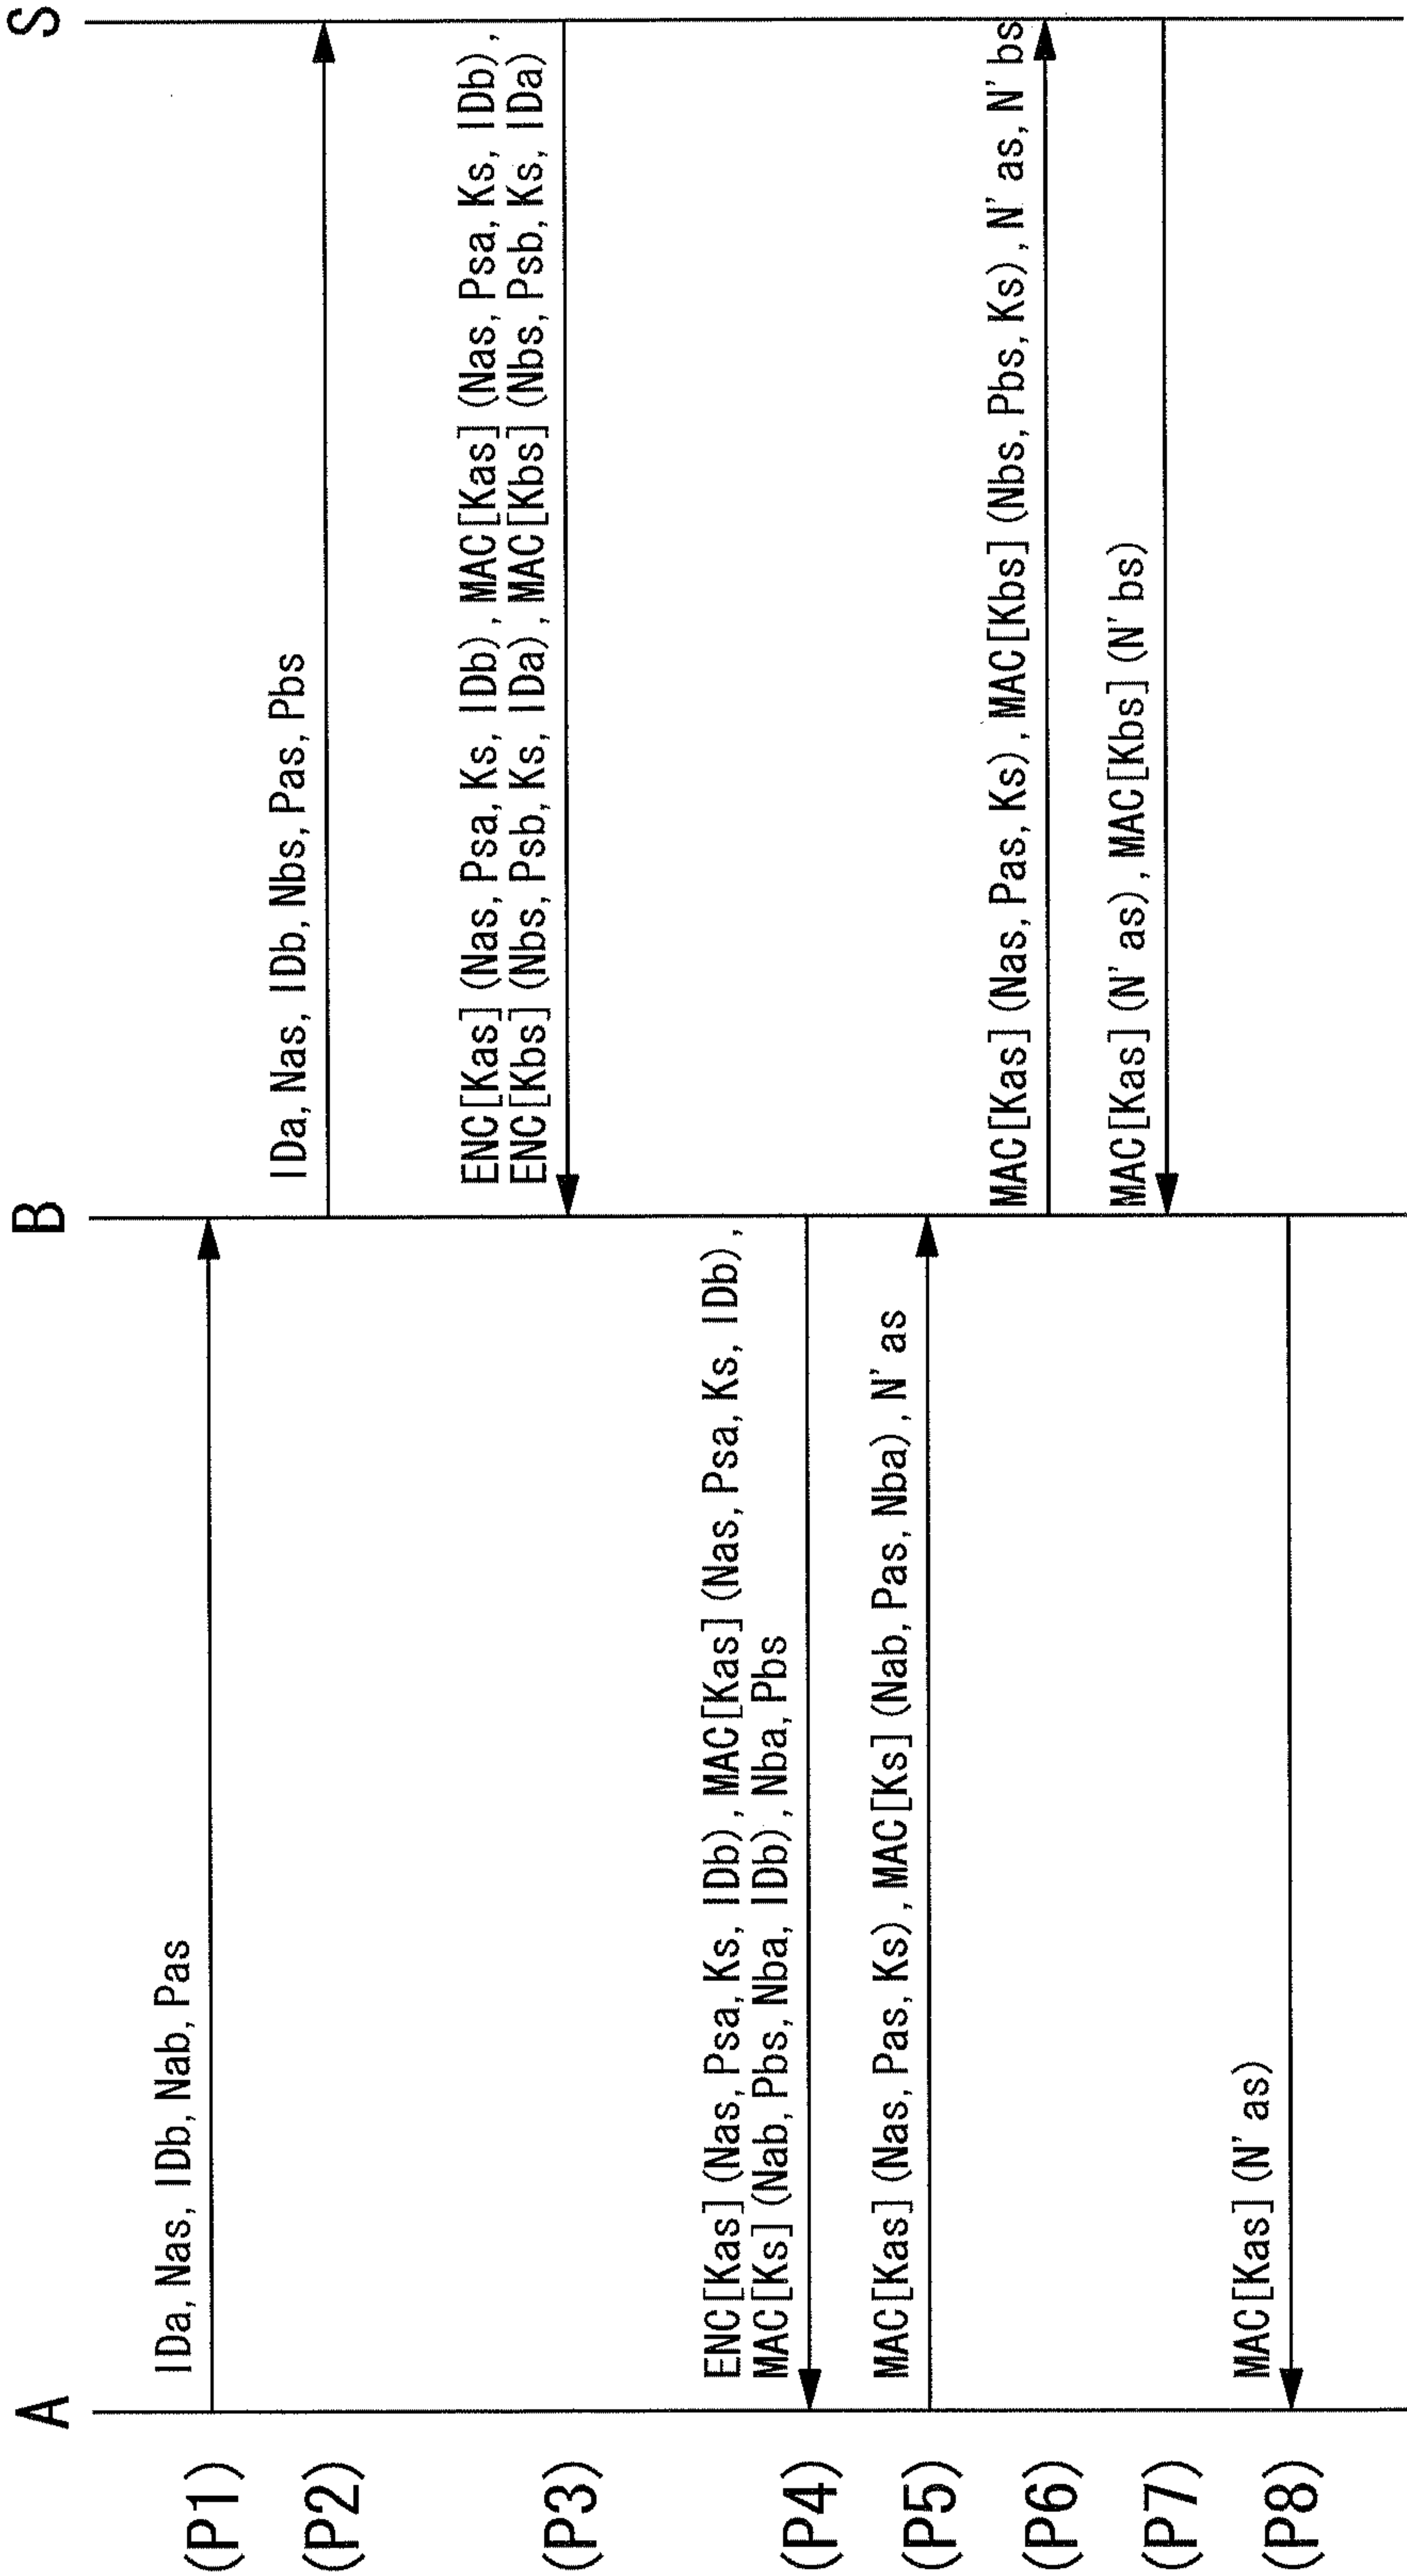 A B S
(P1)
IDa, Nas, IDb, Nab, Pas
(P2)
IDa, Nas, IDb, Nbs, Pas, Pbs
(P3)
ENC[Kas] (Nas, Psa, Ks, IDb), MAC[Kas] (Nas, Psa, Ks, IDb),
ENC[Kbs] (Nbs, Psb, Ks, IDa), MAC[Kbs] (Nbs, Psb, Ks, IDa)
(P4)
ENC[Kas] (Nas, Psa, Ks, IDb), MAC[Kas] (Nas, Psa, Ks, IDb),
MAC[Ks] (Nab, Pbs, Nba, IDb), Nba, Pbs
(P5)
MAC[Kas] (Nas, Pas, Ks), MAC[Ks] (Nab, Pas, Nba), N' as
(P6)
MAC[Kas] (Nas, Pas, Ks), MAC[Kbs] (Nbs, Pbs, Ks), N' as, N' bs
(P7)
MAC[Kas] (N' as), MAC[Kbs] (N' bs)
(P8)
MAC[Kas] (N' as)